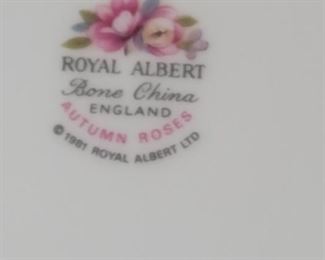 ROYAL ALBERT
Bone China
ENGLAND
AUTUMN ROSES
© 1981 ROYAL ALBERT LTD